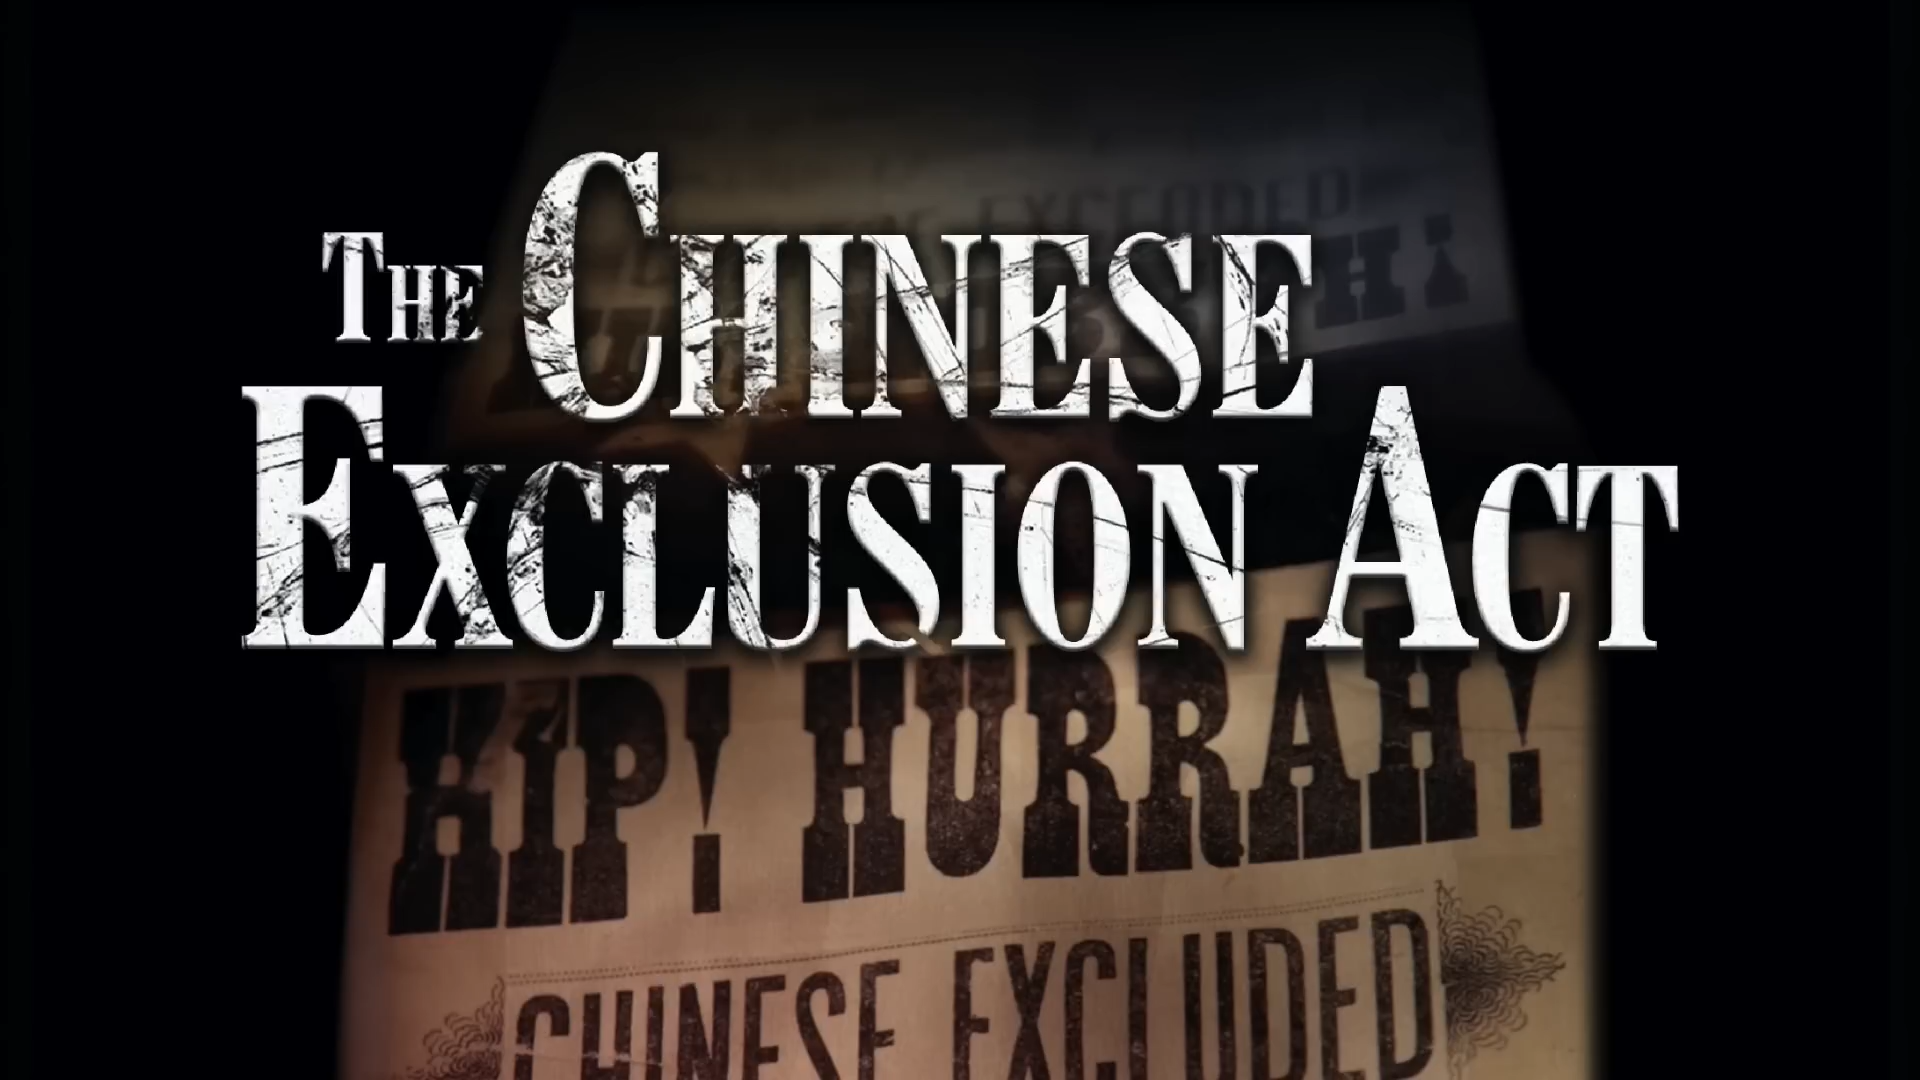 THE CHINESE
EXCLUSION ACT
HIP! HURRAH!
CHINESE EXCLUDED